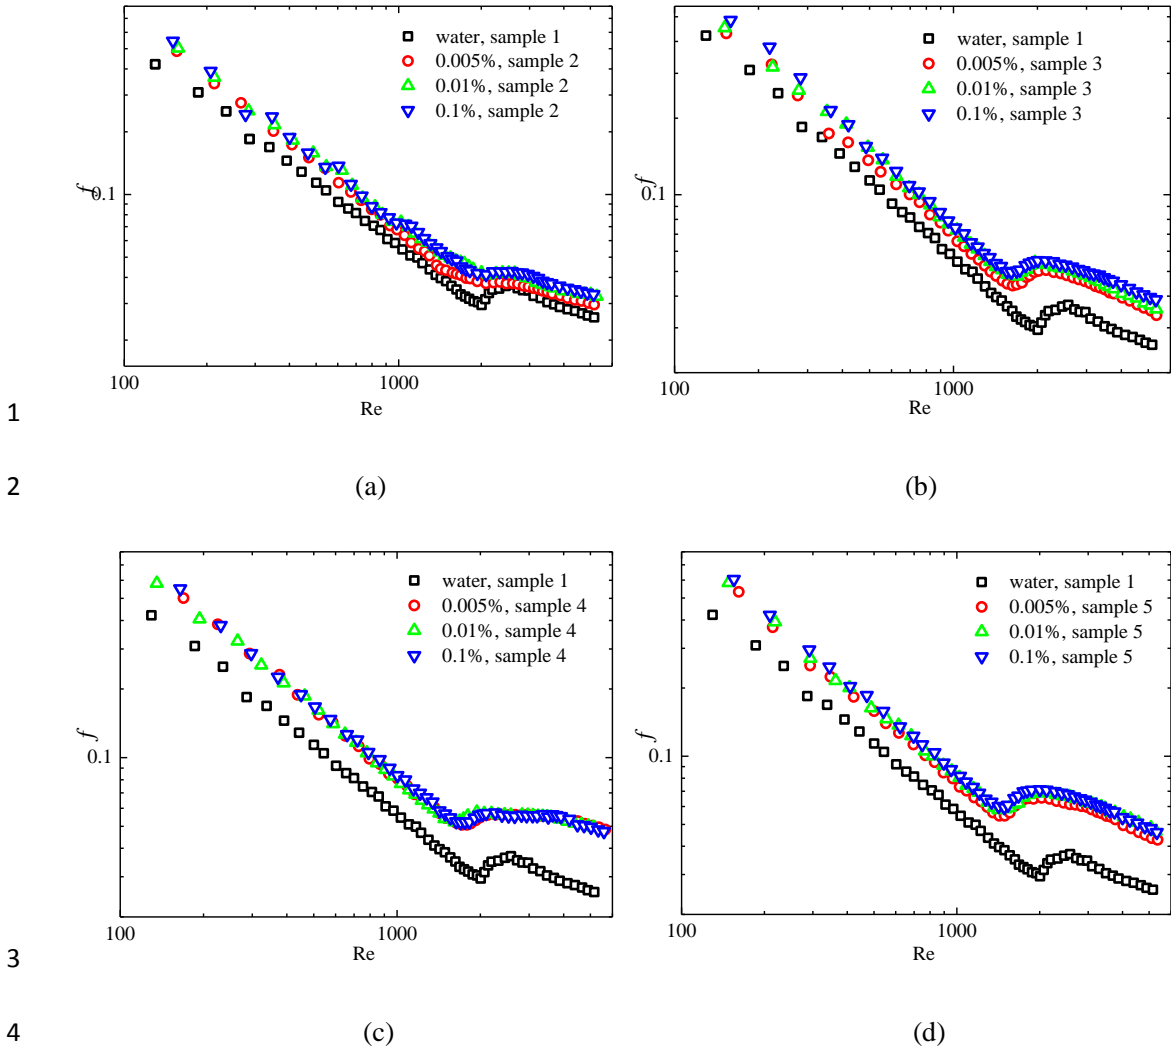 water, sample 1
0.005%, sample 2
0.01%, sample 2
0.1%, sample 2
f
0.1
100
1000
Re
water, sample 1
0.005%, sample 3
0.01%, sample 3
0.1%, sample 3
f
0.1
100
1000
Re
1
2
(a)
(b)
water, sample 1
0.005%, sample 4
0.01%, sample 4
0.1%, sample 4
f
0.1
100
1000
Re
water, sample 1
0.005%, sample 5
0.01%, sample 5
0.1%, sample 5
f
0.1
100
1000
Re
3
4
(c)
(d)